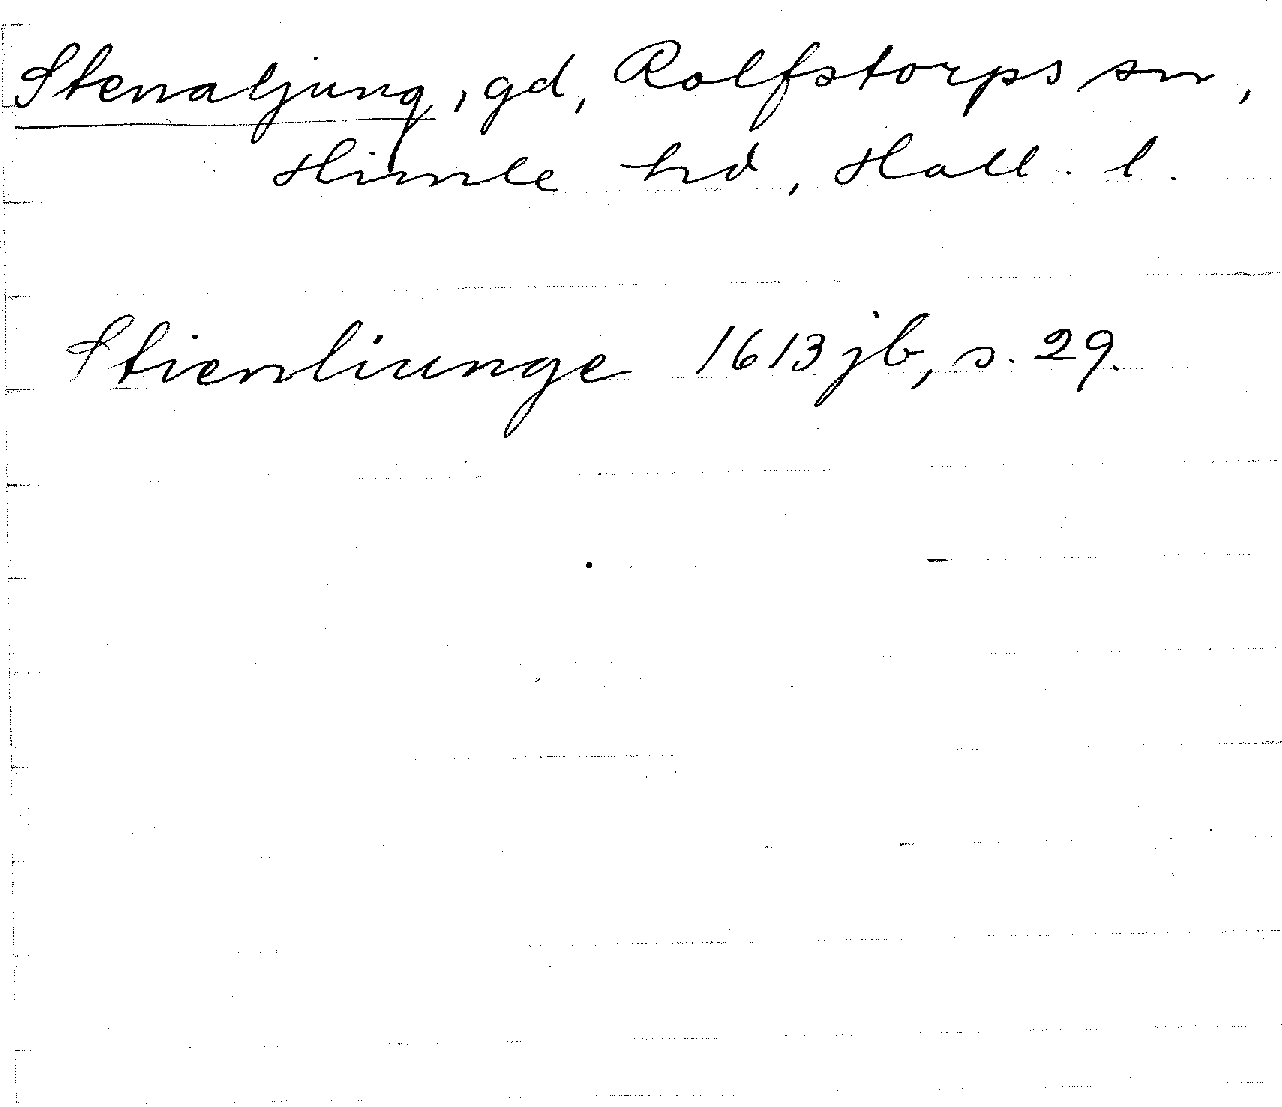 Stenaljung, gd, Rolfstorps sn,
Himle hd, Hall. l.
Stienliunge 1613 jb, s. 29.